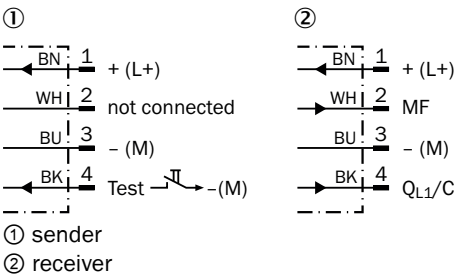 ① ②
BN 1 + (L+) BN 1 + (L+)
WH 2 not connected WH 2 MF
BU 3 – (M) BU 3 – (M)
BK 4 Test –(M) BK 4 QL1/C
① sender
② receiver